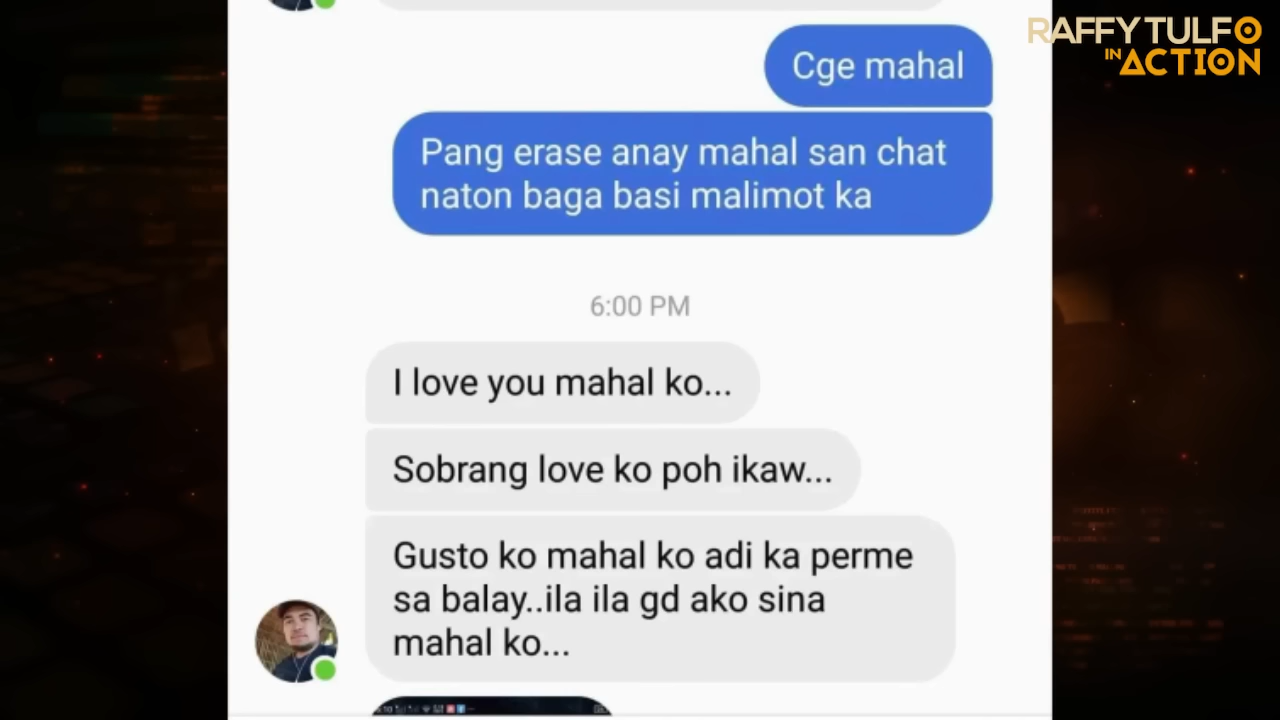 RAFFY TULFO
IN ACTION
Cge mahal
Pang erase anay mahal san chat
naton baga basi malimot ka
6:00 PM
I love you mahal ko...
Sobrang love ko poh ikaw...
Gusto ko mahal ko adi ka perme
sa balay..ila ila gd ako sina
mahal ko...